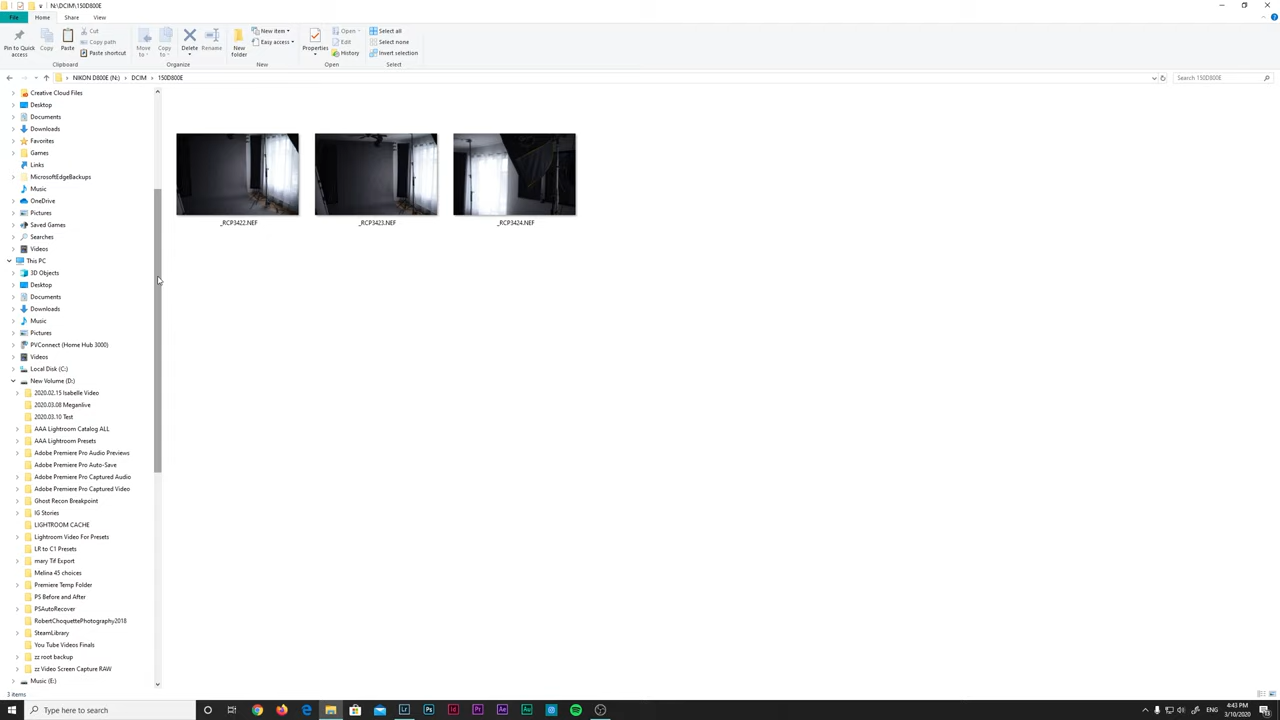 N:\DCIM\150D800E
File Home Share View
Pin to Quick access
Copy
Paste
Cut
Copy path
Paste shortcut
Clipboard
Move to
Copy to
Delete
Rename
Organize
New folder
New item
Easy access
New
Properties
Open
Edit
History
Open
Select all
Select none
Invert selection
Select
NIKON D800E (N:) > DCIM > 150D800E
Search 150D800E
Creative Cloud Files
Desktop
Documents
Downloads
Favorites
Games
Links
MicrosoftEdgeBackups
Music
OneDrive
Pictures
Saved Games
Searches
Videos
This PC
3D Objects
Desktop
Documents
Downloads
Music
Pictures
PVConnect (Home Hub 3000)
Videos
Local Disk (C:)
New Volume (D:)
2020.02.15 Isabelle Video
2020.03.08 Meganlive
2020.03.10 Test
AAA Lightroom Catalog ALL
AAA Lightroom Presets
Adobe Premiere Pro Audio Previews
Adobe Premiere Pro Auto-Save
Adobe Premiere Pro Captured Audio
Adobe Premiere Pro Captured Video
Ghost Recon Breakpoint
IG Stories
LIGHTROOM CACHE
Lightroom Video For Presets
LR to C1 Presets
mary Tif Export
Melina 45 choices
Premiere Temp Folder
PS Before and After
PSAutoRecover
RobertChoquettePhotography2018
SteamLibrary
You Tube Videos Finals
zz root backup
zz Video Screen Capture RAW
Music (E:)
_RCP3422.NEF
_RCP3423.NEF
_RCP3424.NEF
3 items
Type here to search
ENG
4:43 PM
3/10/2020